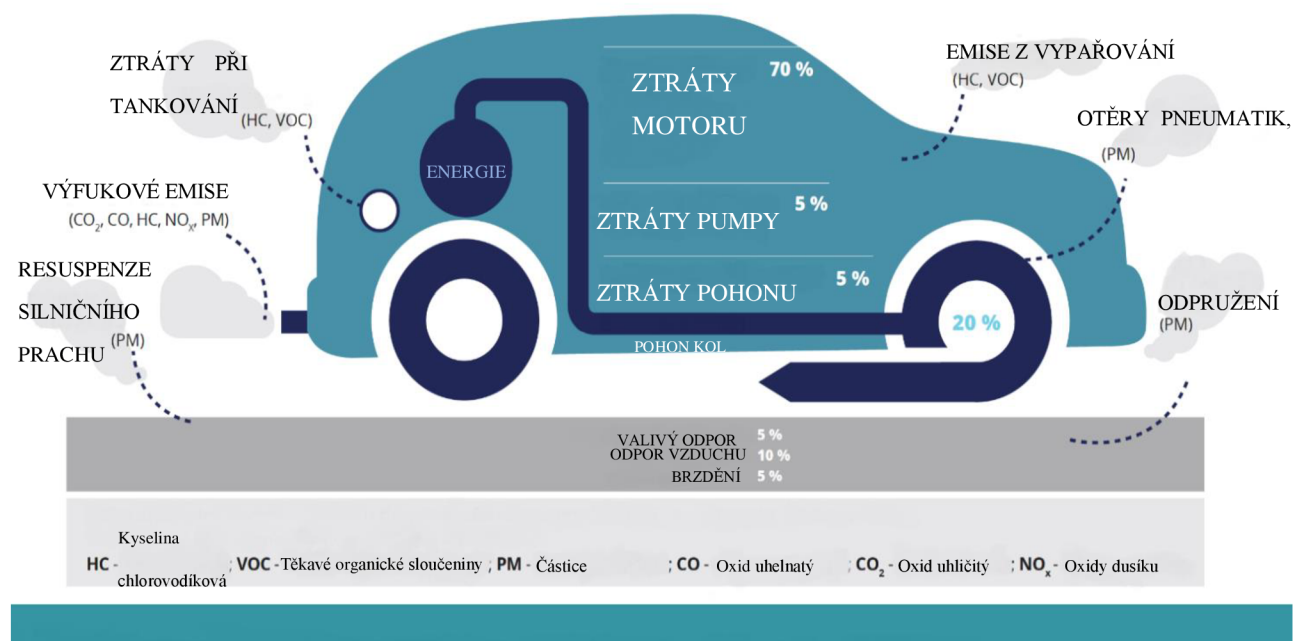 ZTRÁTY PŘI
TANKOVÁNÍ
(HC, VOC)
VÝFUKOVÉ EMISE
(CO₂, CO, HC, NOₓ, PM)
RESUSPENZE
SILNIČNÍHO
PRACHU (PM)
ENERGIE
70 %
ZTRÁTY
MOTORU
5 %
ZTRÁTY PUMPY
5 %
ZTRÁTY POHONU
20 %
POHON KOL
EMISE Z VYPAŘOVÁNÍ
(HC, VOC)
OTĚRY PNEUMATIK,
(PM)
ODPRUŽENÍ
(PM)
VALIVÝ ODPOR 5 %
ODPOR VZDUCHU 10 %
BRZDĚNÍ 5 %
HC - Kyselina chlorovodíková ; VOC - Těkavé organické sloučeniny ; PM - Částice ; CO - Oxid uhelnatý ; CO₂ - Oxid uhličitý ; NOₓ - Oxidy dusíku